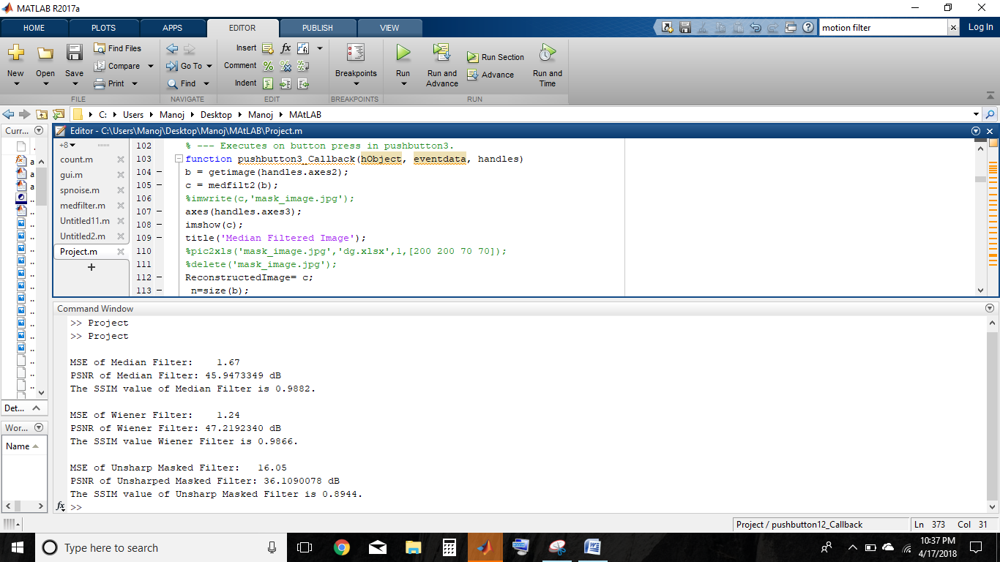 MATLAB R2017a
HOME PLOTS APPS EDITOR PUBLISH VIEW
motion filter
Log In
New Open Save
Find Files
Compare
Print
FILE
Go To
Find
NAVIGATE
Insert
Comment
Indent
EDIT
Breakpoints
BREAKPOINTS
Run
Run and Advance
Run Section
Advance
Run and Time
RUN
C: Users Manoj Desktop Manoj MAtLAB
Curr...
Editor - C:\Users\Manoj\Desktop\Manoj\MAtLAB\Project.m
+8
count.m
gui.m
spnoise.m
medfilter.m
Untitled11.m
Untitled2.m
Project.m
102 % --- Executes on button press in pushbutton3.
103 function pushbutton3_Callback(hObject, eventdata, handles)
104 – b = getimage(handles.axes2);
105 – c = medfilt2(b);
106 %imwrite(c,'mask_image.jpg');
107 – axes(handles.axes3);
108 – imshow(c);
109 – title('Median Filtered Image');
110 %pic2xls('mask_image.jpg','dg.xlsx',1,[200 200 70 70]);
111 %delete('mask_image.jpg');
112 – ReconstructedImage= c;
113 – n=size(b);
Det...
Wor...
Name
Command Window
>> Project
>> Project
MSE of Median Filter: 1.67
PSNR of Median Filter: 45.9473349 dB
The SSIM value of Median Filter is 0.9882.
MSE of Wiener Filter: 1.24
PSNR of Wiener Filter: 47.2192340 dB
The SSIM value Wiener Filter is 0.9866.
MSE of Unsharp Masked Filter: 16.05
PSNR of Unsharped Masked Filter: 36.1090078 dB
The SSIM value of Unsharp Masked Filter is 0.8944.
fx >>
Project / pushbutton12_Callback
Ln 373 Col 31
Type here to search
10:37 PM
4/17/2018